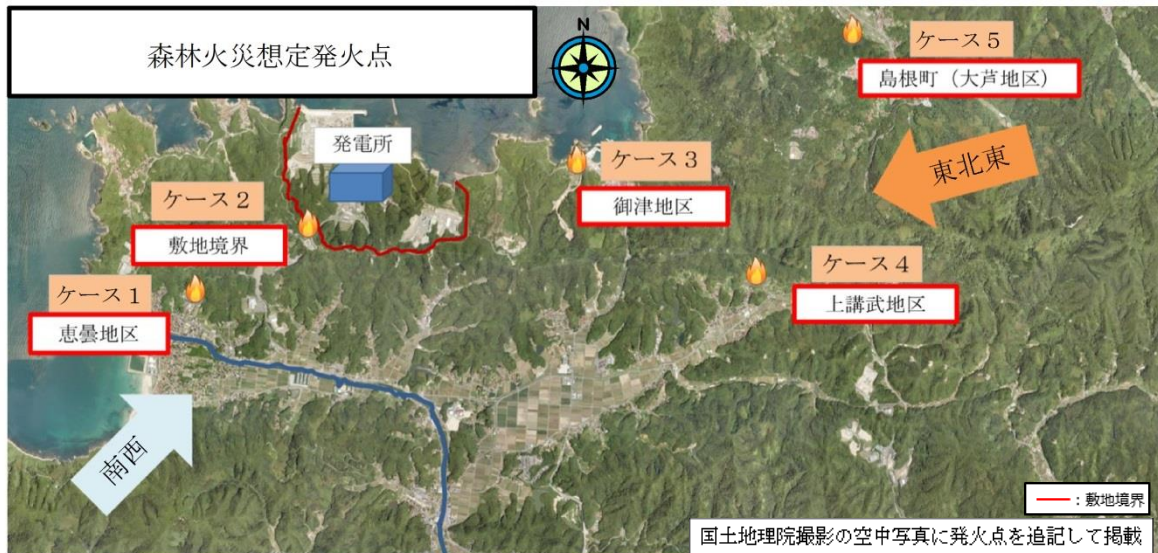 森林火災想定発火点
N
ケース5
島根町（大芦地区）
発電所
ケース3
御津地区
東北東
ケース2
敷地境界
ケース4
上講武地区
ケース1
恵曇地区
南西
：敷地境界
国土地理院撮影の空中写真に発火点を追記して掲載